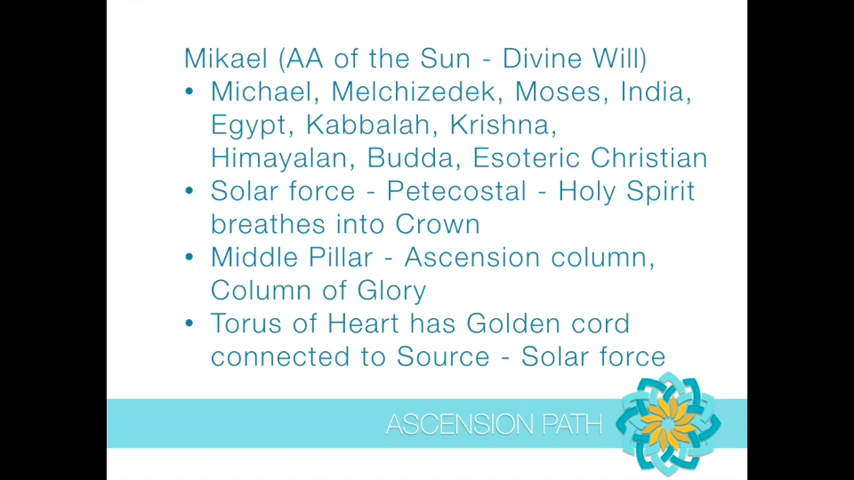 Mikael (AA of the Sun - Divine Will)
• Michael, Melchizedek, Moses, India,
Egypt, Kabbalah, Krishna,
Himayalan, Budda, Esoteric Christian
• Solar force - Petecostal - Holy Spirit
breathes into Crown
• Middle Pillar - Ascension column,
Column of Glory
• Torus of Heart has Golden cord
connected to Source - Solar force
ASCENSION PATH